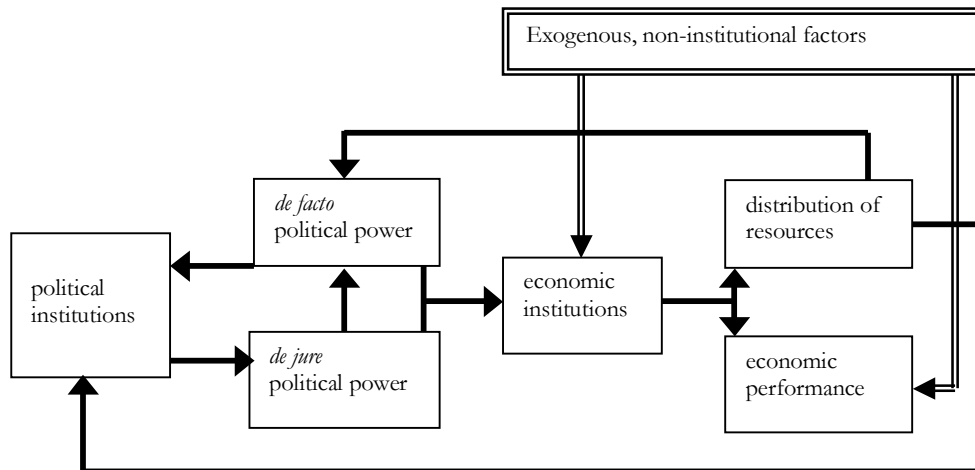 Exogenous, non-institutional factors
de facto
political power
distribution of
resources
political
institutions
economic
institutions
de jure
political power
economic
performance